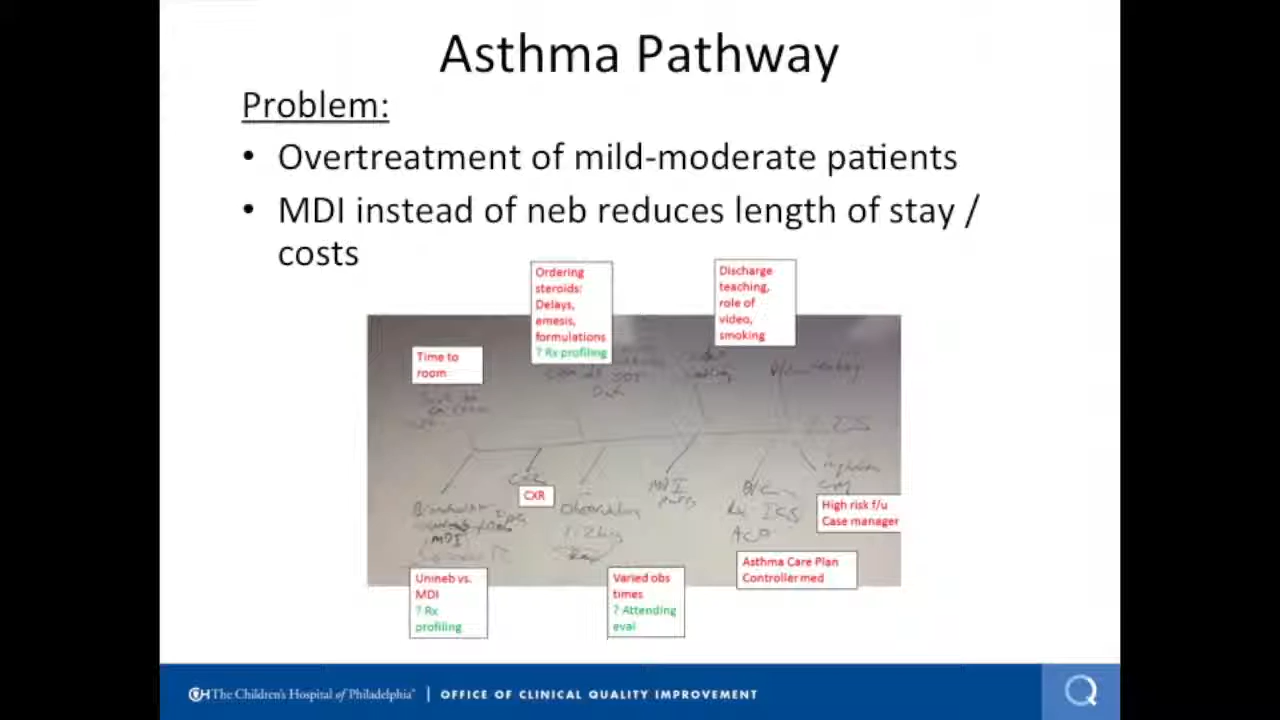 Asthma Pathway
Problem:
• Overtreatment of mild-moderate patients
• MDI instead of neb reduces length of stay /
costs
Ordering
steroids:
Delays,
emesis,
formulations
? Rx profiling
Discharge
teaching,
role of
video,
smoking
Time to
room
CXR
MDI
CXR
High risk f/u
Case manager
MDI
Asthma Care Plan
Controller med
Unineb vs.
MDI
? Rx
profiling
Varied obs
times
? Attending
eval
The Children's Hospital of Philadelphia® | OFFICE OF CLINICAL QUALITY IMPROVEMENT